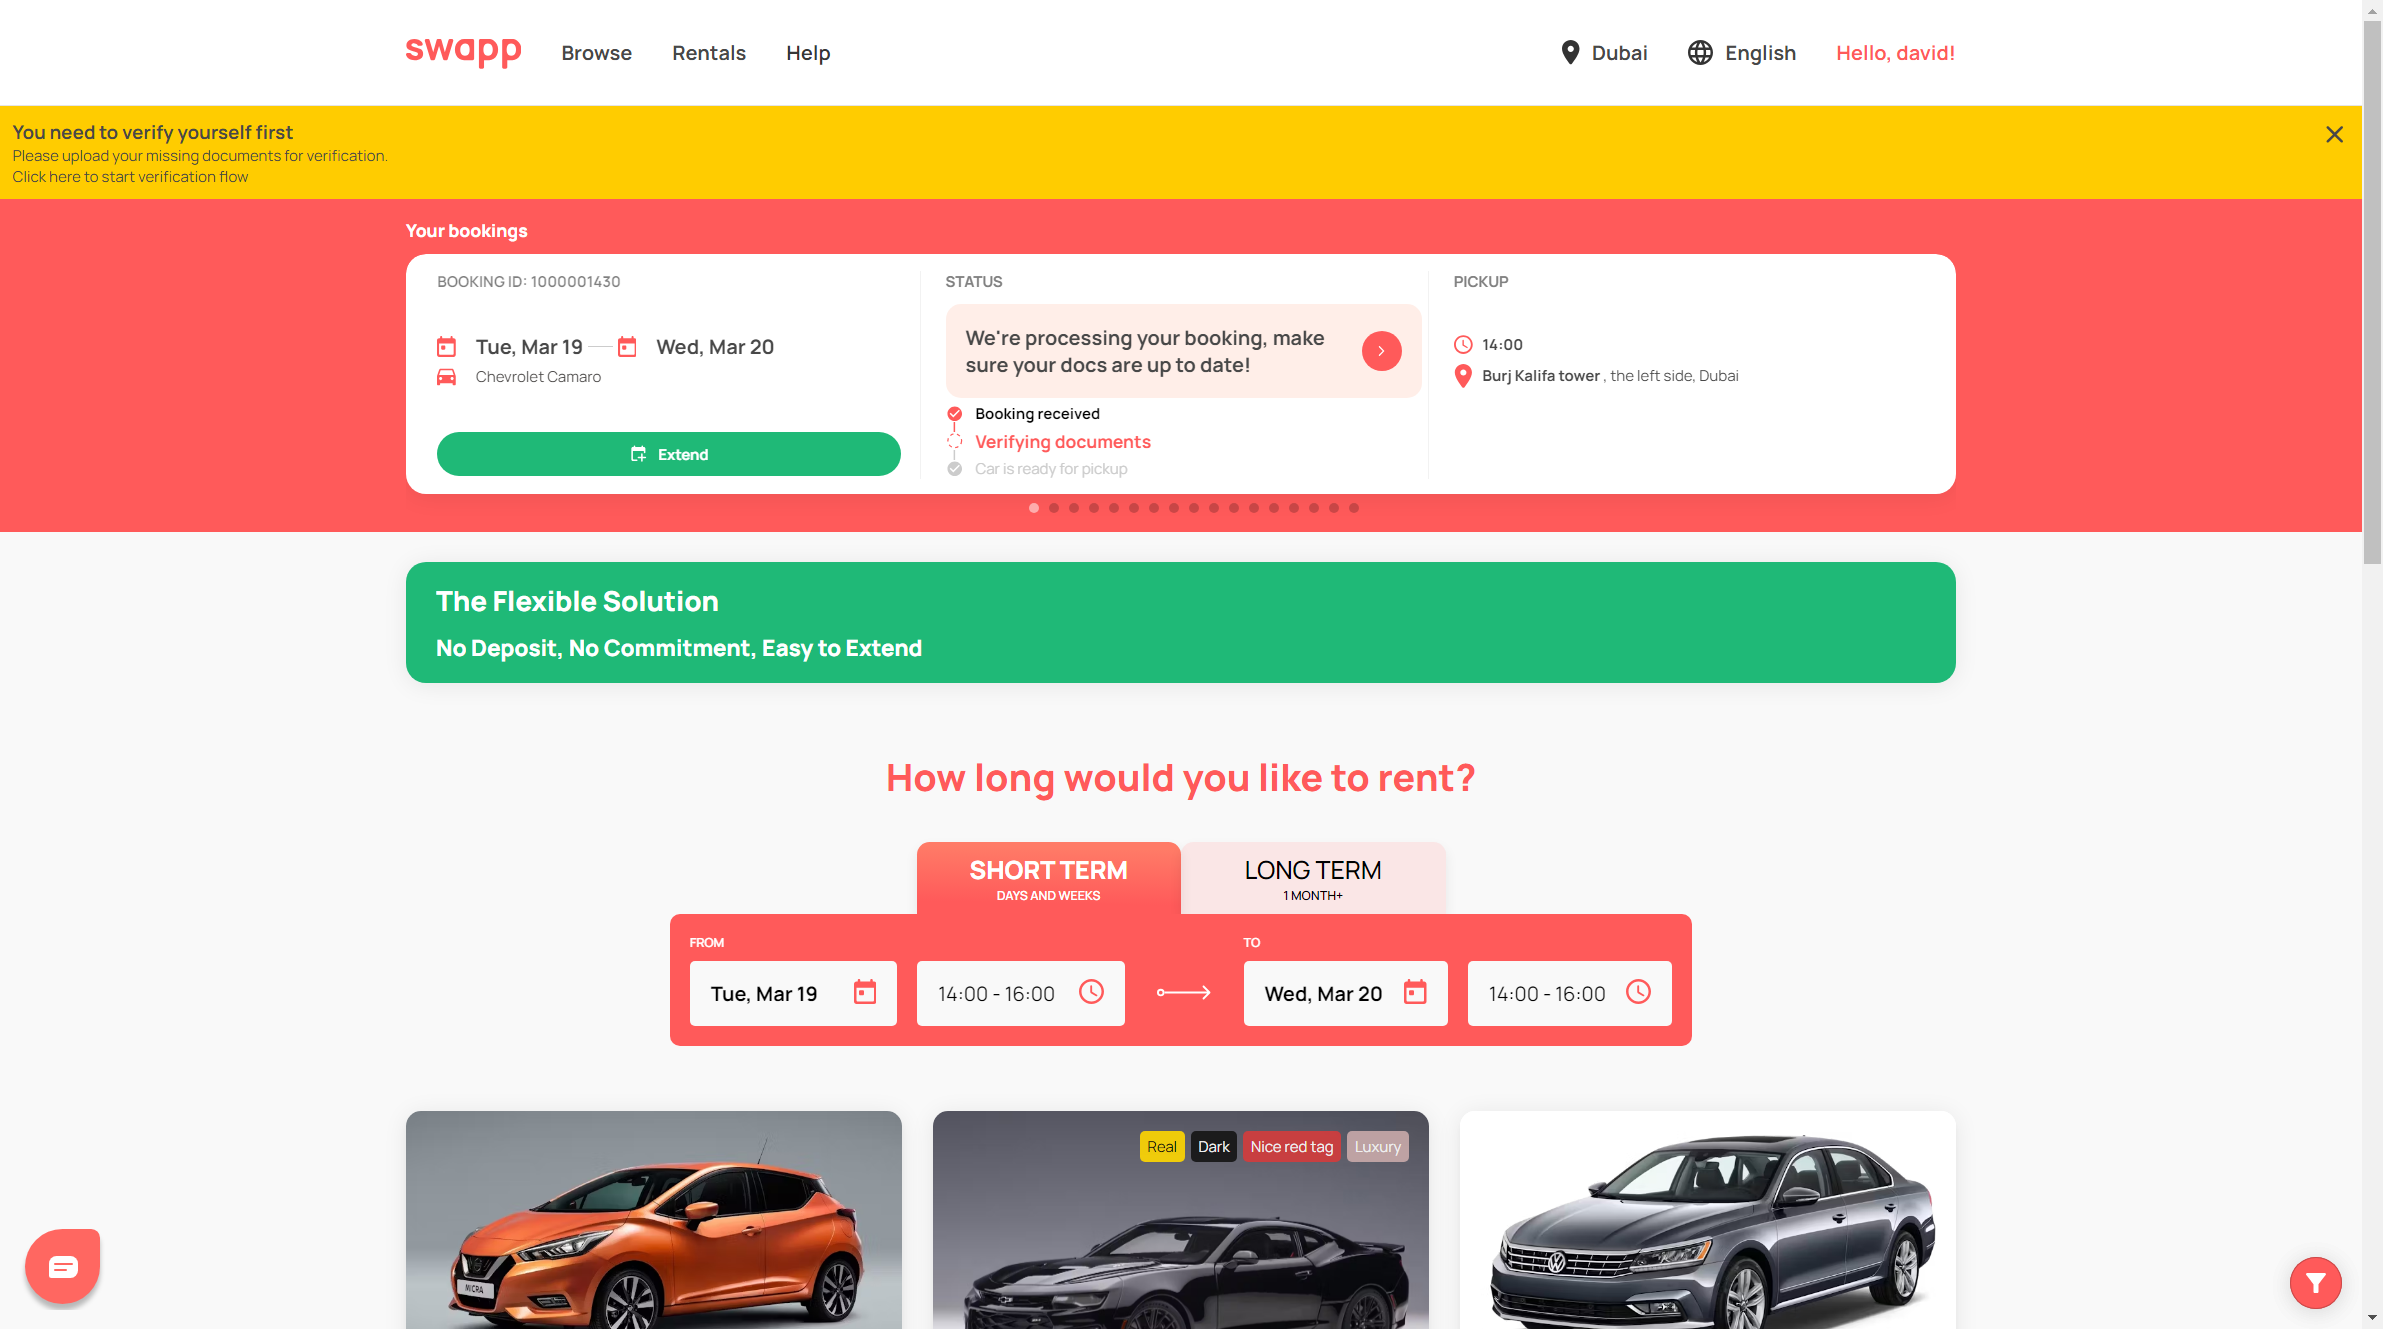 swapp
Browse
Rentals
Help
Dubai
English
Hello, david!
You need to verify yourself first
Please upload your missing documents for verification.
Click here to start verification flow
Your bookings
BOOKING ID: 1000001430
Tue, Mar 19
Wed, Mar 20
Chevrolet Camaro
Extend
STATUS
We're processing your booking, make
sure your docs are up to date!
Booking received
Verifying documents
Car is ready for pickup
PICKUP
14:00
Burj Kalifa tower , the left side, Dubai
The Flexible Solution
No Deposit, No Commitment, Easy to Extend
How long would you like to rent?
SHORT TERM
DAYS AND WEEKS
LONG TERM
1 MONTH+
FROM
Tue, Mar 19
14:00 - 16:00
TO
Wed, Mar 20
14:00 - 16:00
MICRA
Real
Dark
Nice red tag
Luxury